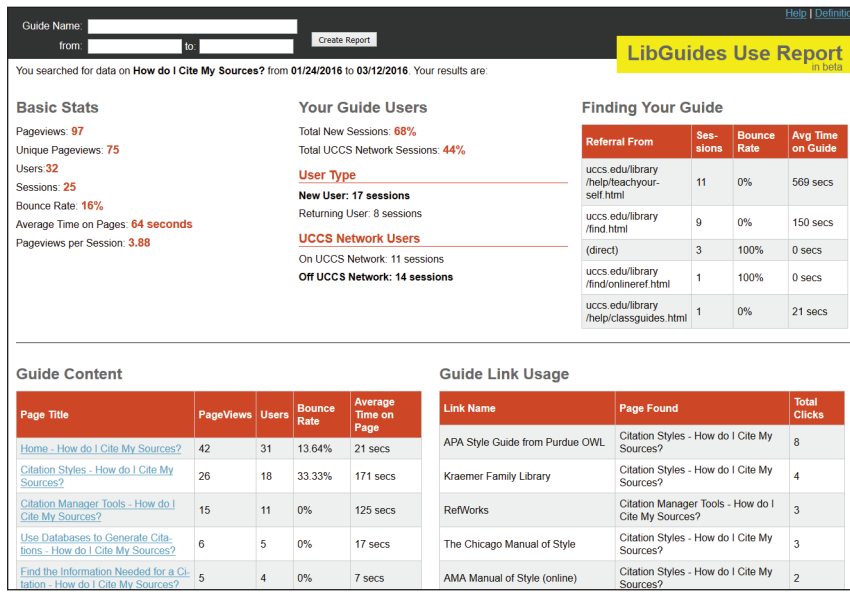 Help | Definitio
Guide Name:
from: to: Create Report
LibGuides Use Report
in beta
You searched for data on How do I Cite My Sources? from 01/24/2016 to 03/12/2016. Your results are:
Basic Stats
Pageviews: 97
Unique Pageviews: 75
Users:32
Sessions: 25
Bounce Rate: 16%
Average Time on Pages: 64 seconds
Pageviews per Session: 3.88
Your Guide Users
Total New Sessions: 68%
Total UCCS Network Sessions: 44%
User Type
New User: 17 sessions
Returning User: 8 sessions
UCCS Network Users
On UCCS Network: 11 sessions
Off UCCS Network: 14 sessions
Finding Your Guide
Referral From Ses-sions Bounce Rate Avg Time on Guide
uccs.edu/library
/help/teachyour-
self.html 11 0% 569 secs
uccs.edu/library
/find.html 9 0% 150 secs
(direct) 3 100% 0 secs
uccs.edu/library
/find/onlineref.html 1 100% 0 secs
uccs.edu/library
/help/classguides.html 1 0% 21 secs
Guide Content
Page Title PageViews Users Bounce Rate Average Time on Page
Home - How do I Cite My Sources? 42 31 13.64% 21 secs
Citation Styles - How do I Cite My
Sources? 26 18 33.33% 171 secs
Citation Manager Tools - How do I
Cite My Sources? 15 11 0% 125 secs
Use Databases to Generate Cita-
tions - How do I Cite My Sources? 6 5 0% 17 secs
Find the Information Needed for a Ci-
tation - How do I Cite My Sources? 5 4 0% 7 secs
Guide Link Usage
Link Name Page Found Total Clicks
APA Style Guide from Purdue OWL Citation Styles - How do I Cite My
Sources? 8
Kraemer Family Library Citation Styles - How do I Cite My
Sources? 4
RefWorks Citation Manager Tools - How do I
Cite My Sources? 3
The Chicago Manual of Style Citation Styles - How do I Cite My
Sources? 3
AMA Manual of Style (online) Citation Styles - How do I Cite My
Sources? 2